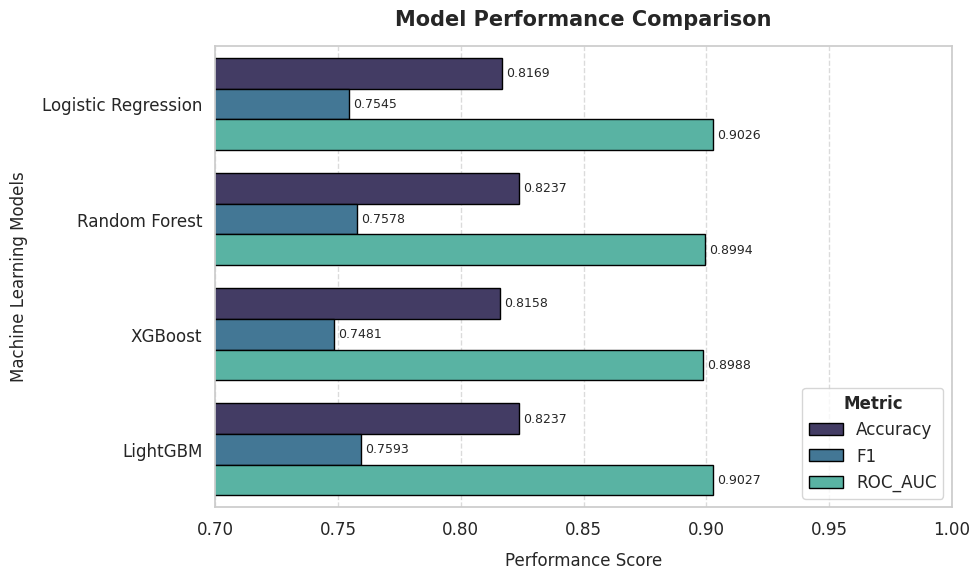 Model Performance Comparison
Machine Learning Models
Logistic Regression
0.8169
0.7545
0.9026
Random Forest
0.8237
0.7578
0.8994
XGBoost
0.8158
0.7481
0.8988
LightGBM
0.8237
0.7593
0.9027
Metric
Accuracy
F1
ROC_AUC
0.70 0.75 0.80 0.85 0.90 0.95 1.00
Performance Score